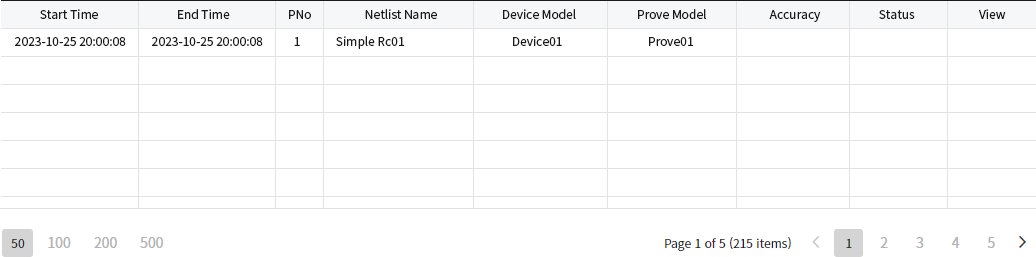 Start Time End Time PNo Netlist Name Device Model Prove Model Accuracy Status View
2023-10-25 20:00:08 2023-10-25 20:00:08 1 Simple Rc01 Device01 Prove01
50 100 200 500 Page 1 of 5 (215 items) 1 2 3 4 5